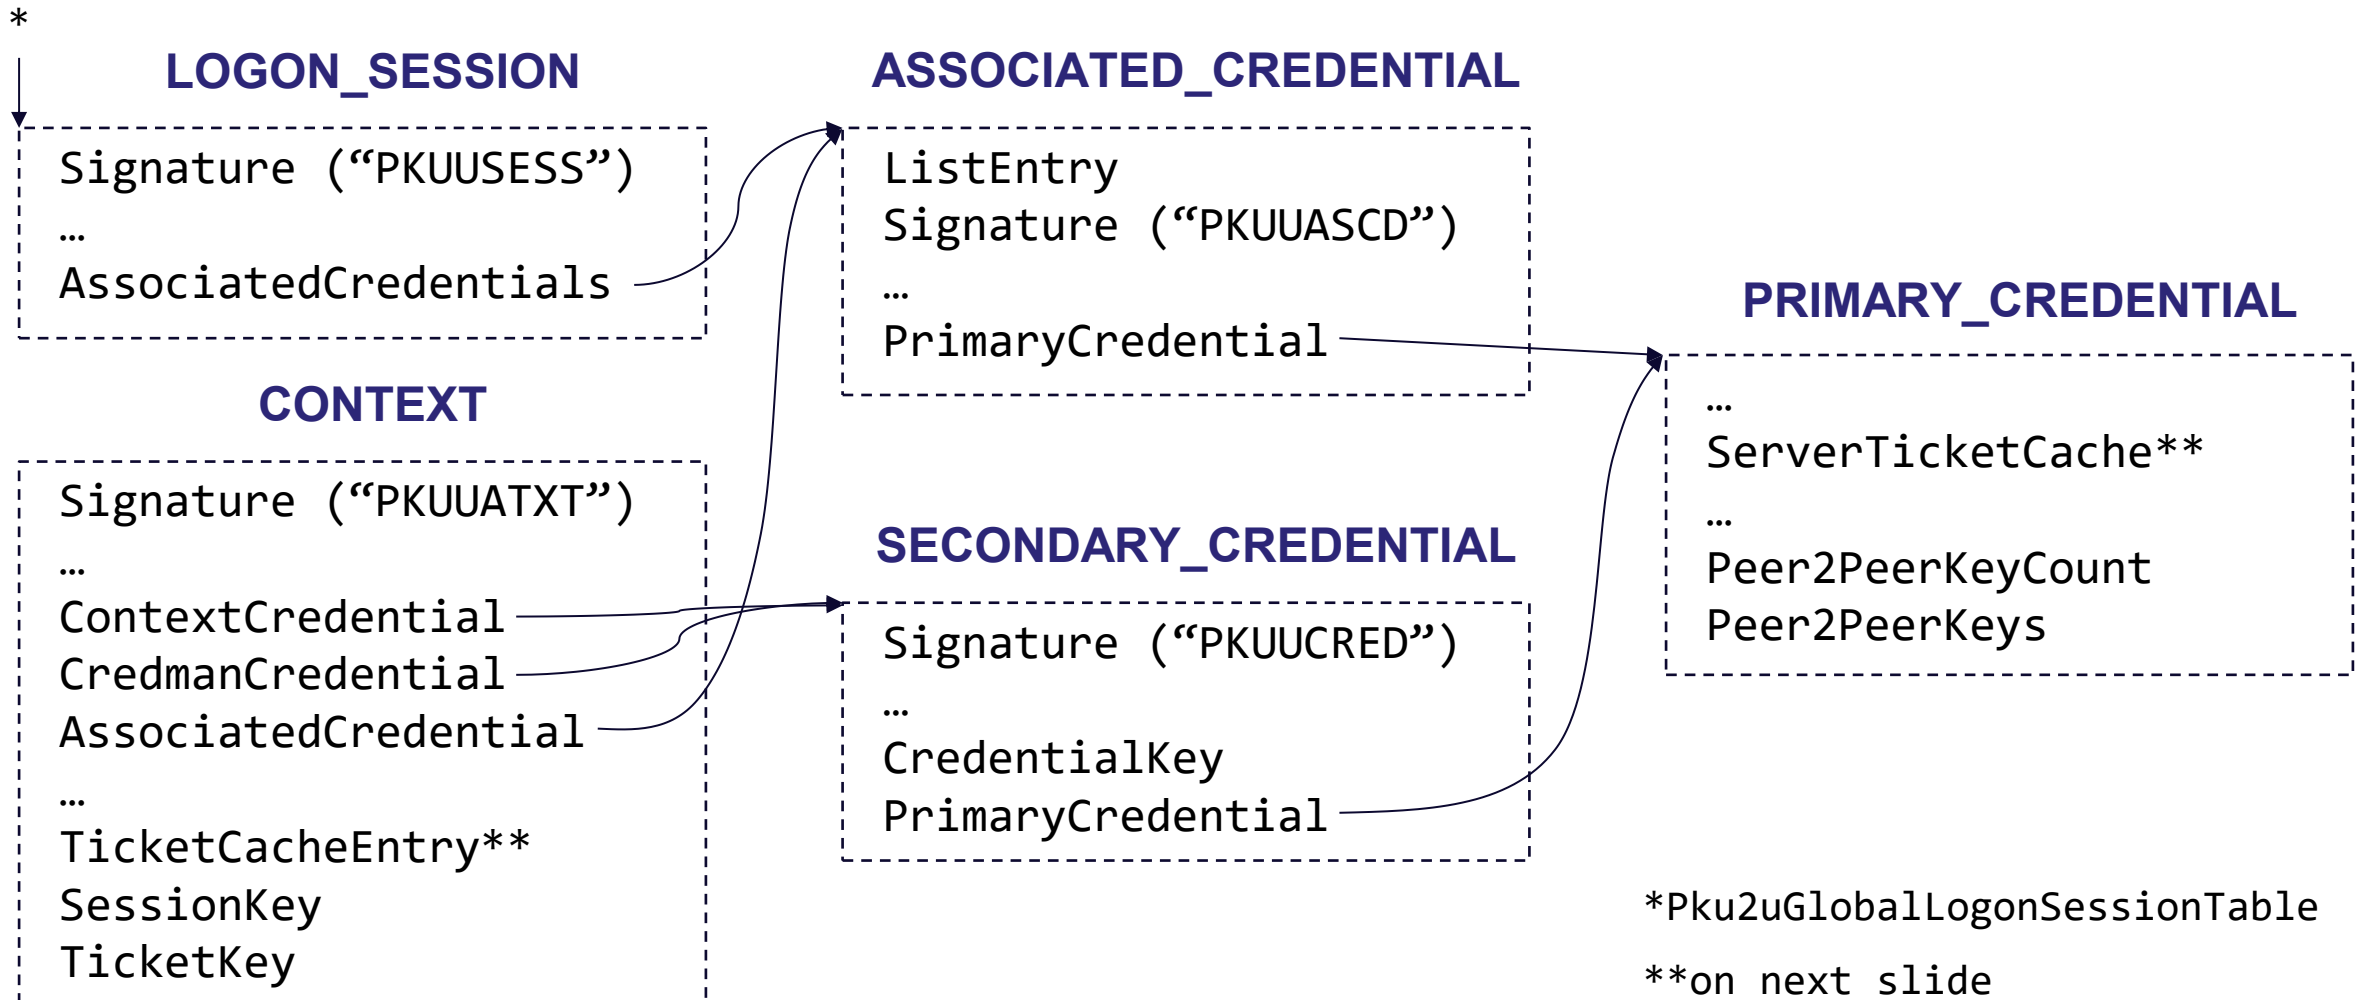 *
LOGON_SESSION
Signature (“PKUUSESS”)
…
AssociatedCredentials
CONTEXT
Signature (“PKUUATXT”)
…
ContextCredential
CredmanCredential
AssociatedCredential
…
TicketCacheEntry**
SessionKey
TicketKey
ASSOCIATED_CREDENTIAL
ListEntry
Signature (“PKUUASCD”)
…
PrimaryCredential
SECONDARY_CREDENTIAL
Signature (“PKUUCRED”)
…
CredentialKey
PrimaryCredential
PRIMARY_CREDENTIAL
…
ServerTicketCache**
…
Peer2PeerKeyCount
Peer2PeerKeys
*Pku2uGlobalLogonSessionTable
**on next slide